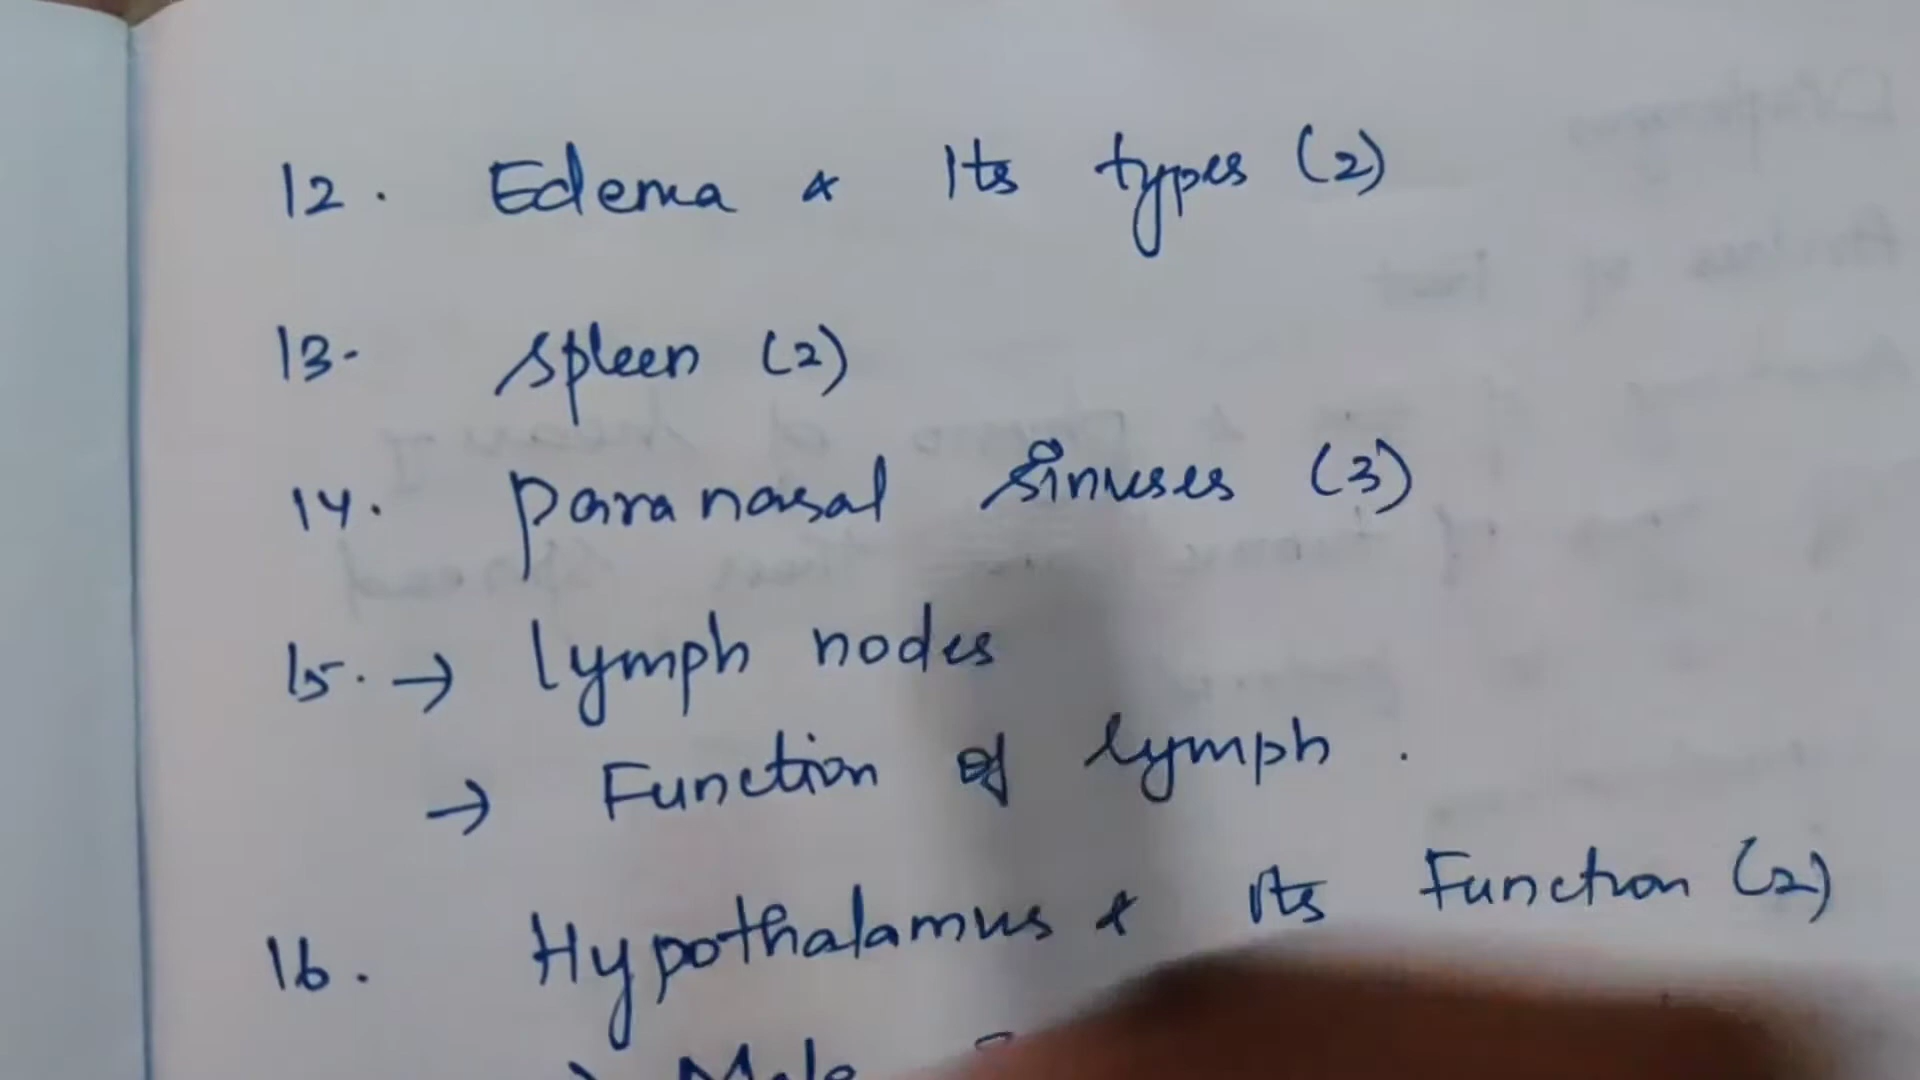 12. Edema & Its types (2)
13- Spleen (2)
14. Paranasal Sinuses (3)
15. → Lymph nodes
→ Function of lymph.
16. Hypothalamus & Its Function (2)
Male